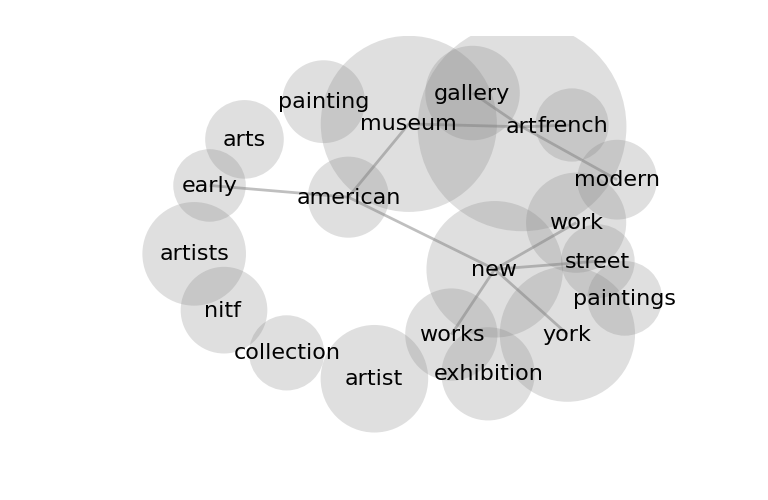 gallery
painting
museum
art
french
arts
modern
early
american
work
artists
street
new
paintings
nitf
works
york
collection
exhibition
artist